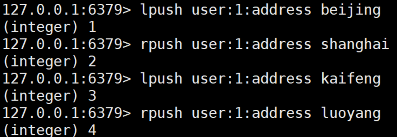 127.0.0.1:6379> lpush user:1:address beijing
(integer) 1
127.0.0.1:6379> rpush user:1:address shanghai
(integer) 2
127.0.0.1:6379> lpush user:1:address kaifeng
(integer) 3
127.0.0.1:6379> rpush user:1:address luoyang
(integer) 4